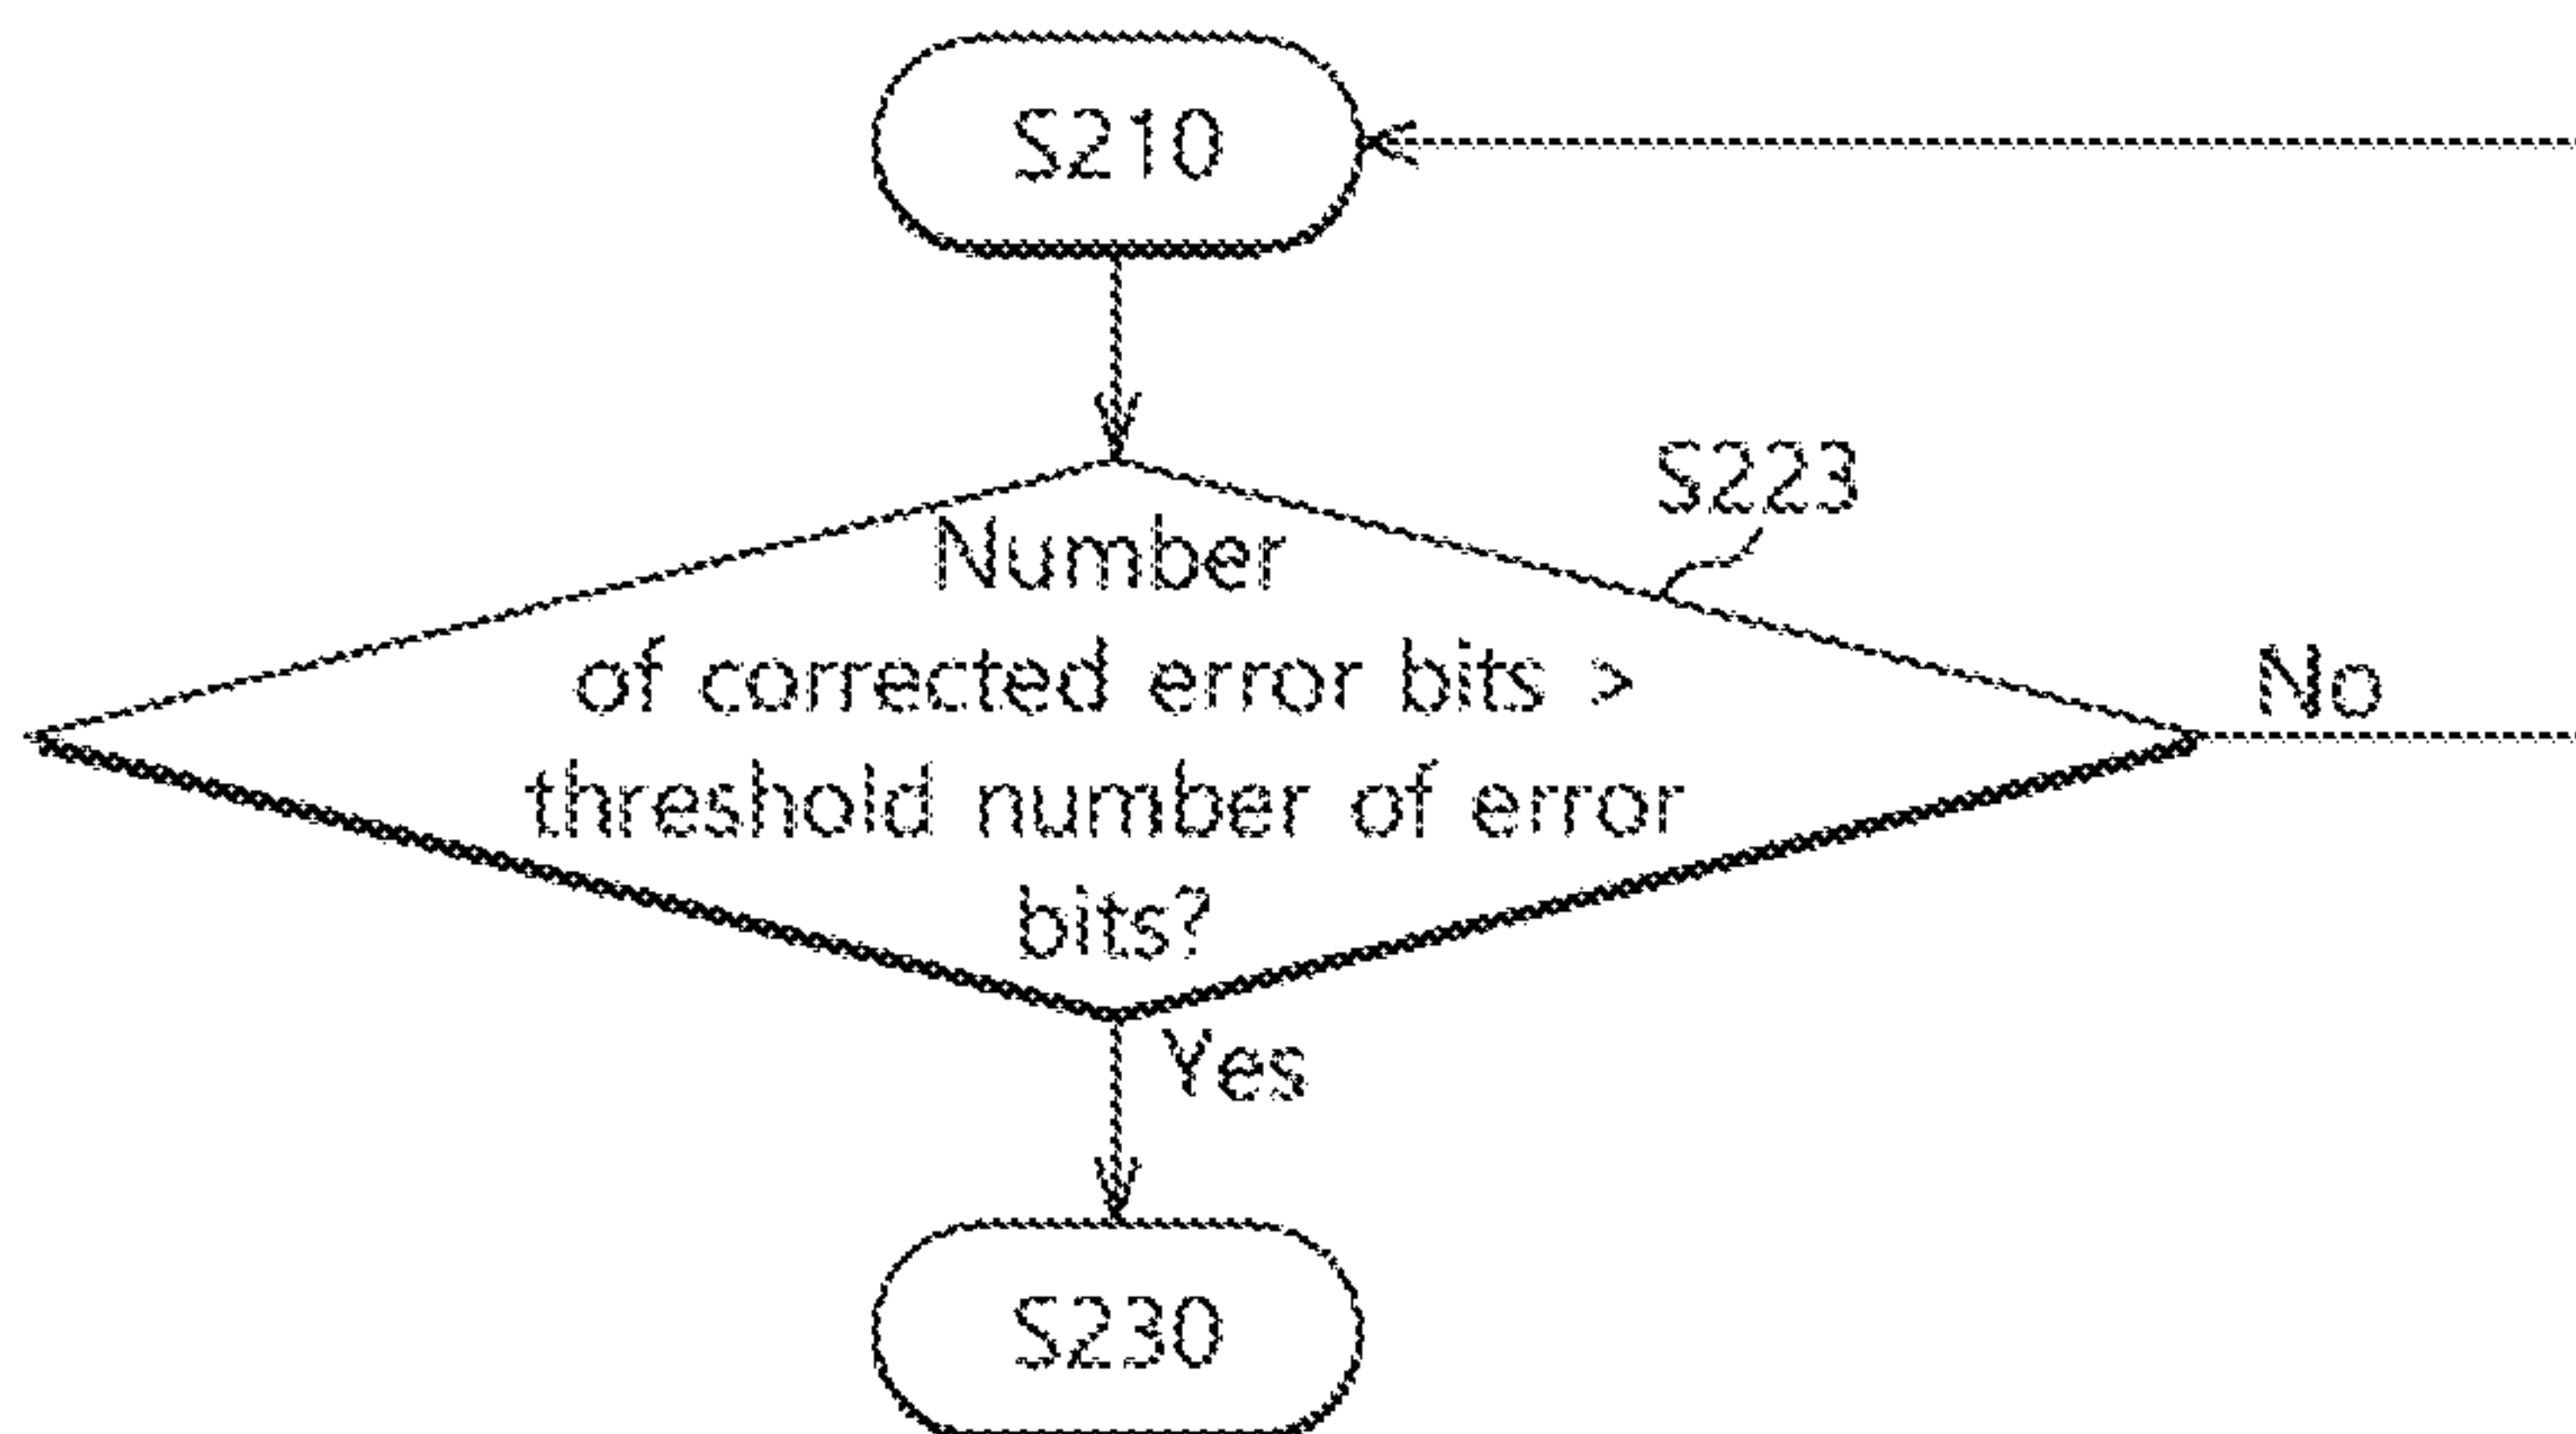 S210
S223
Number
of corrected error bits >
threshold number of error
bits?
No
Yes
S230